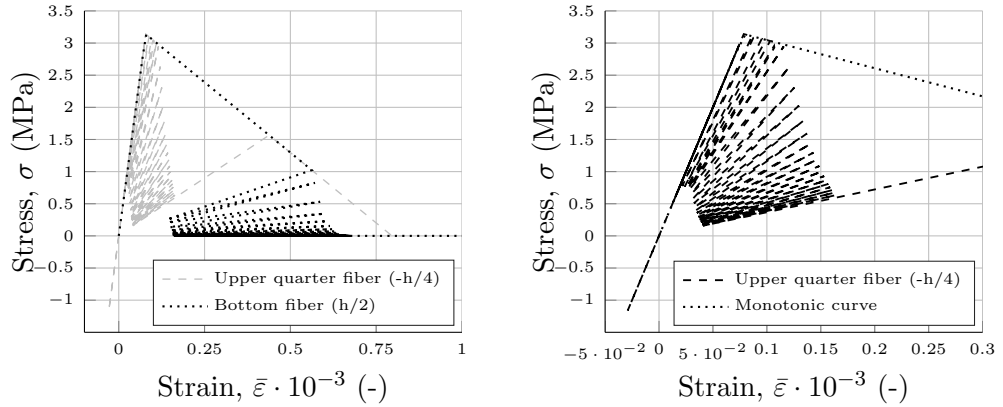 3.5
3
2.5
2
1.5
1
0.5
0
−0.5
−1
Stress, σ (MPa)
Upper quarter fiber (-h/4)
Bottom fiber (h/2)
0 0.25 0.5 0.75 1
Strain, ε̄ · 10⁻³ (-)
3.5
3
2.5
2
1.5
1
0.5
0
−0.5
−1
Stress, σ (MPa)
Upper quarter fiber (-h/4)
Monotonic curve
−5 · 10⁻² 0 5 · 10⁻² 0.1 0.15 0.2 0.25 0.3
Strain, ε̄ · 10⁻³ (-)